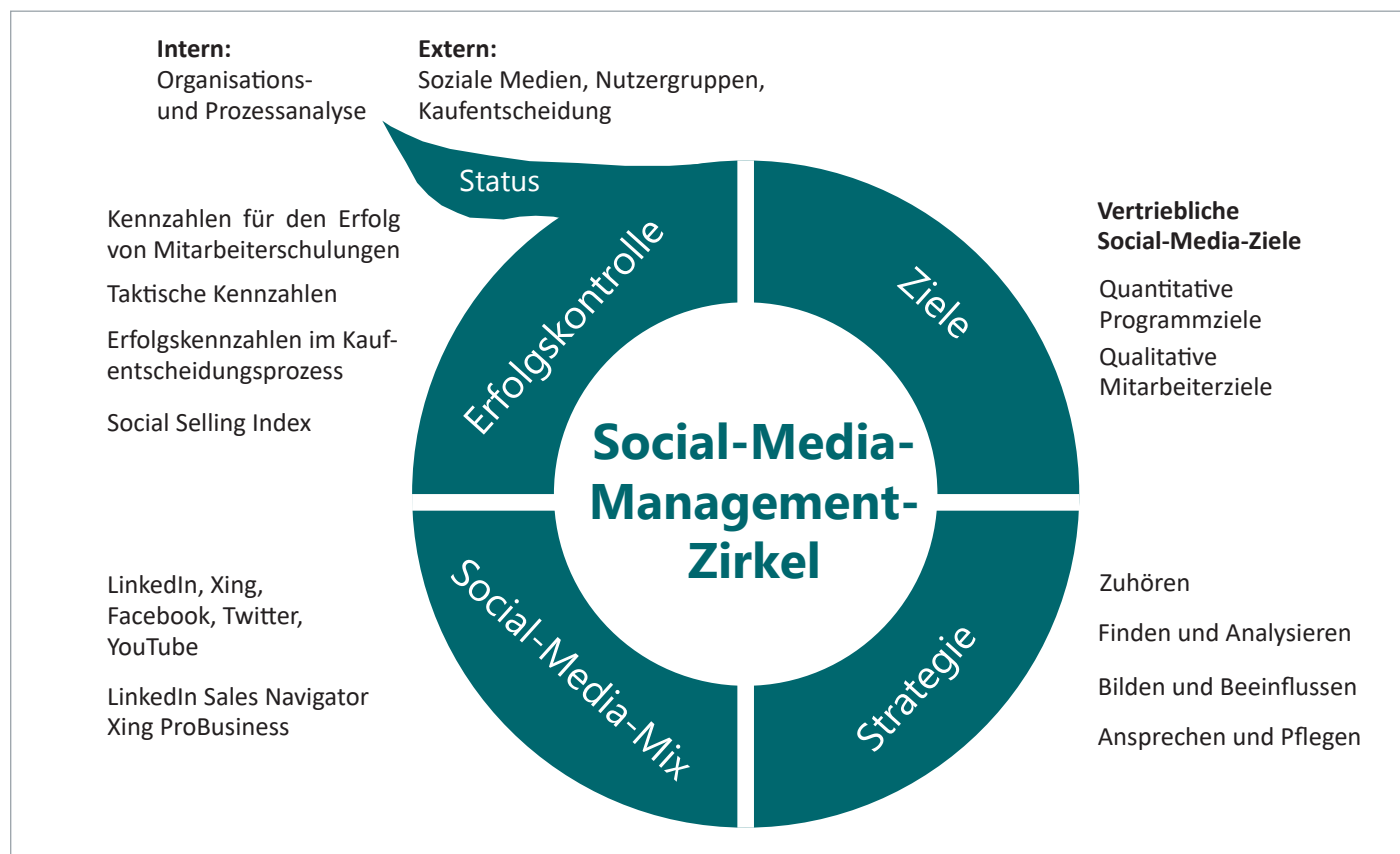 Intern:
Organisations-
und Prozessanalyse
Extern:
Soziale Medien, Nutzergruppen,
Kaufentscheidung
Status
Kennzahlen für den Erfolg
von Mitarbeiterschulungen
Taktische Kennzahlen
Erfolgskennzahlen im Kauf-
entscheidungsprozess
Social Selling Index
Erfolgskontrolle
Ziele
Vertriebliche
Social-Media-Ziele
Quantitative
Programmziele
Qualitative
Mitarbeiterziele
Social-Media-
Management-
Zirkel
LinkedIn, Xing,
Facebook, Twitter,
YouTube
LinkedIn Sales Navigator
Xing ProBusiness
Social-Media-Mix
Strategie
Zuhören
Finden und Analysieren
Bilden und Beeinflussen
Ansprechen und Pflegen